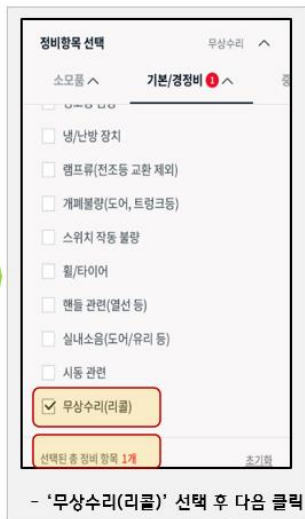 정비항목 선택 무상수리
소모품 기본/경정비 1 중
냉/난방 장치
램프류(전조등 교환 제외)
개폐불량(도어, 트렁크등)
스위치 작동 불량
휠/타이어
핸들 관련(열선 등)
실내소음(도어/유리 등)
시동 관련
무상수리(리콜)
선택된 총 정비 항목 1개 초기화
- '무상수리(리콜)' 선택 후 다음 클릭